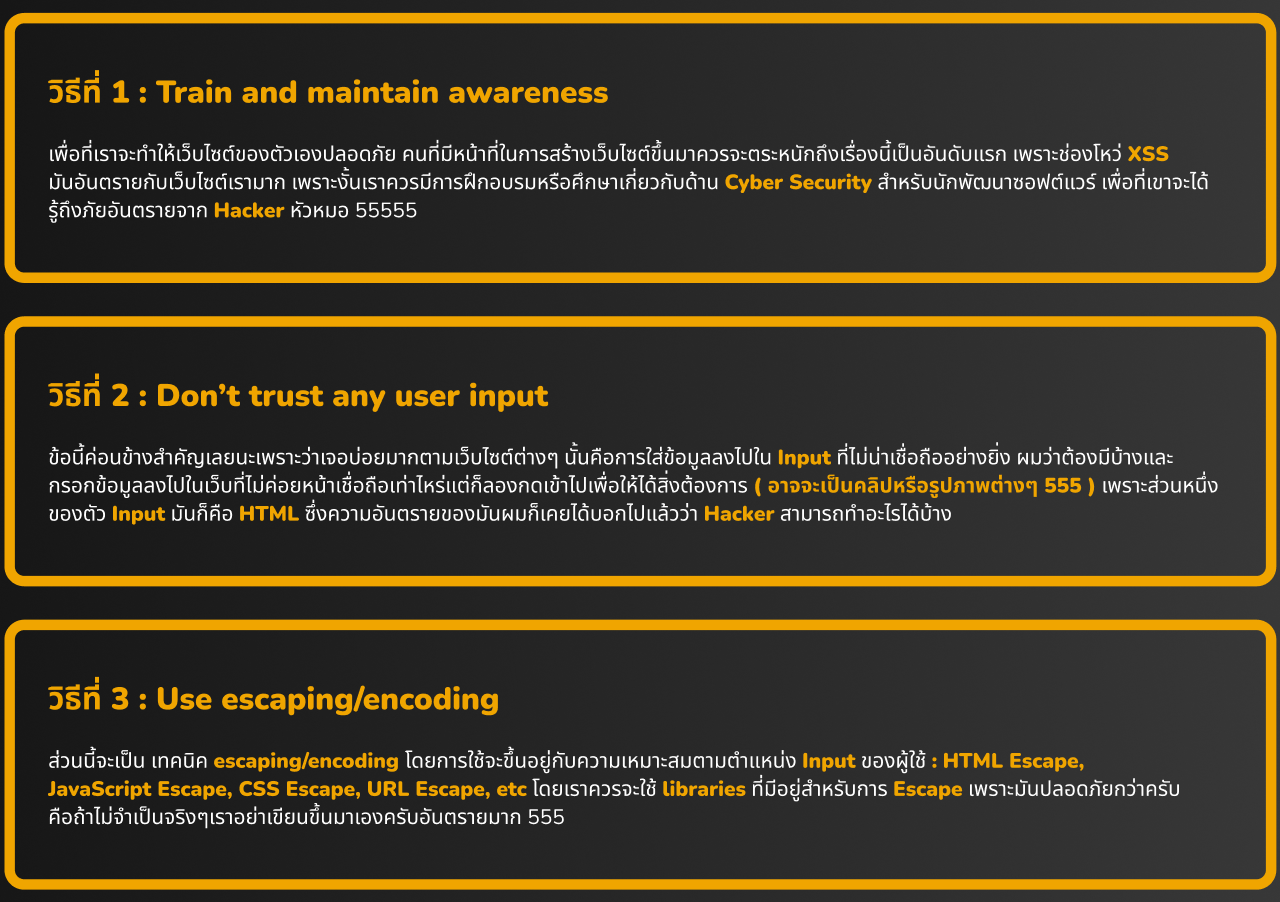 วิธีที่ 1 : Train and maintain awareness
เพื่อที่เราจะทำให้เว็บไซต์ของตัวเองปลอดภัย คนที่มีหน้าที่ในการสร้างเว็บไซต์ขึ้นมาควรจะตระหนักถึงเรื่องนี้เป็นอันดับแรก เพราะช่องโหว่ XSS
มันอันตรายกับเว็บไซต์เรามาก เพราะงั้นเราควรมีการฝึกอบรมหรือศึกษาเกี่ยวกับด้าน Cyber Security สำหรับนักพัฒนาซอฟต์แวร์ เพื่อที่เขาจะได้
รู้ถึงภัยอันตรายจาก Hacker หัวหมอ 55555
วิธีที่ 2 : Don’t trust any user input
ข้อนี้ค่อนข้างสำคัญเลยนะเพราะว่าเจอบ่อยมากตามเว็บไซต์ต่างๆ นั้นคือการใส่ข้อมูลลงไปใน Input ที่ไม่น่าเชื่อถืออย่างยิ่ง ผมว่าต้องมีบ้างและ
กรอกข้อมูลลงไปในเว็บที่ไม่ค่อยหน้าเชื่อถือเท่าไหร่แต่ก็ลองกดเข้าไปเพื่อให้ได้สิ่งต้องการ ( อาจจะเป็นคลิปหรือรูปภาพต่างๆ 555 ) เพราะส่วนหนึ่ง
ของตัว Input มันก็คือ HTML ซึ่งความอันตรายของมันผมก็เคยได้บอกไปแล้วว่า Hacker สามารถทำอะไรได้บ้าง
วิธีที่ 3 : Use escaping/encoding
ส่วนนี้จะเป็น เทคนิค escaping/encoding โดยการใช้จะขึ้นอยู่กับความเหมาะสมตามตำแหน่ง Input ของผู้ใช้ : HTML Escape,
JavaScript Escape, CSS Escape, URL Escape, etc โดยเราควรจะใช้ libraries ที่มีอยู่สำหรับการ Escape เพราะมันปลอดภัยกว่าครับ
คือถ้าไม่จำเป็นจริงๆเราอย่าเขียนขึ้นมาเองครับอันตรายมาก 555